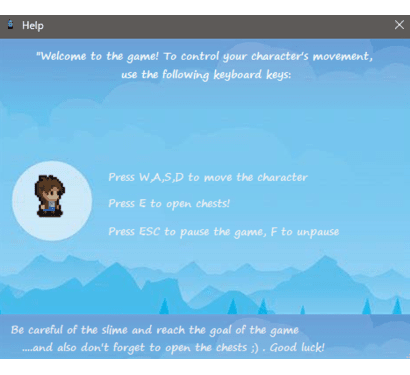 Help
"Welcome to the game! To control your character's movement,
use the following keyboard keys:
Press W,A,S,D to move the character
Press E to open chests!
Press ESC to pause the game, F to unpause
Be careful of the slime and reach the goal of the game
....and also don't forget to open the chests ;) . Good luck!